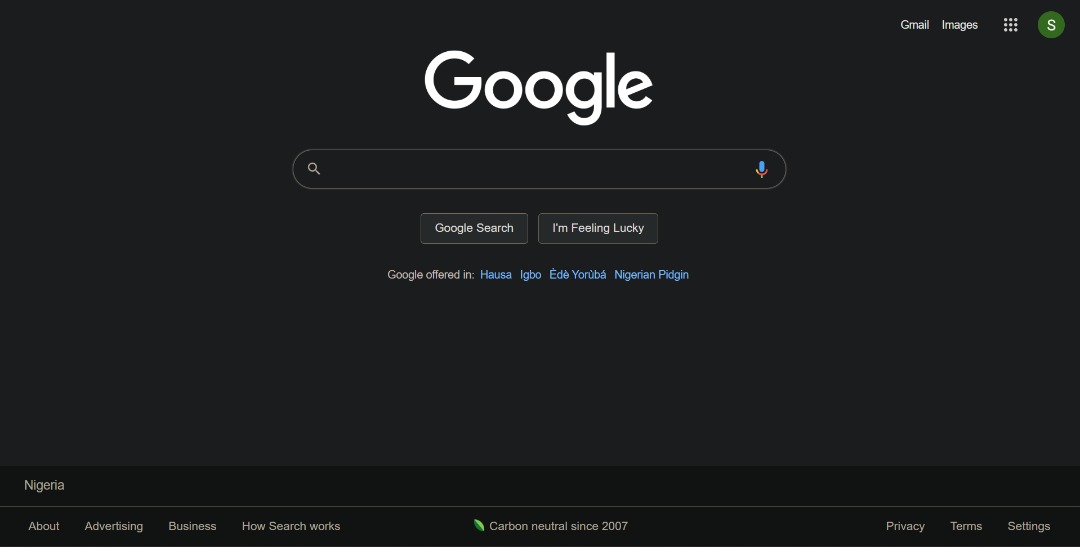 Gmail Images S
Google
Google Search I'm Feeling Lucky
Google offered in: Hausa Igbo Èdè Yorùbá Nigerian Pidgin
Nigeria
About Advertising Business How Search works Carbon neutral since 2007 Privacy Terms Settings